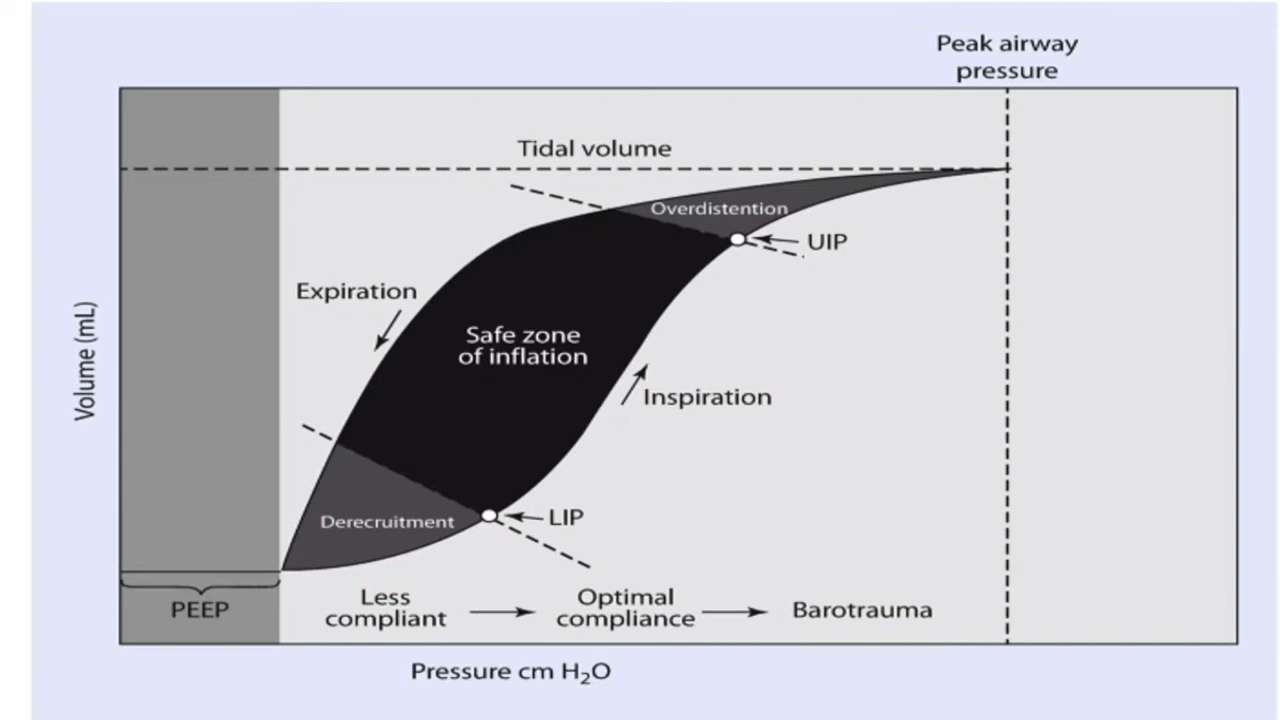 Peak airway
pressure
Tidal volume
Overdistention
UIP
Expiration
Safe zone
of inflation
Volume (mL)
Inspiration
Derecruitment
LIP
PEEP
Less
compliant
Optimal
compliance
Barotrauma
Pressure cm H₂O